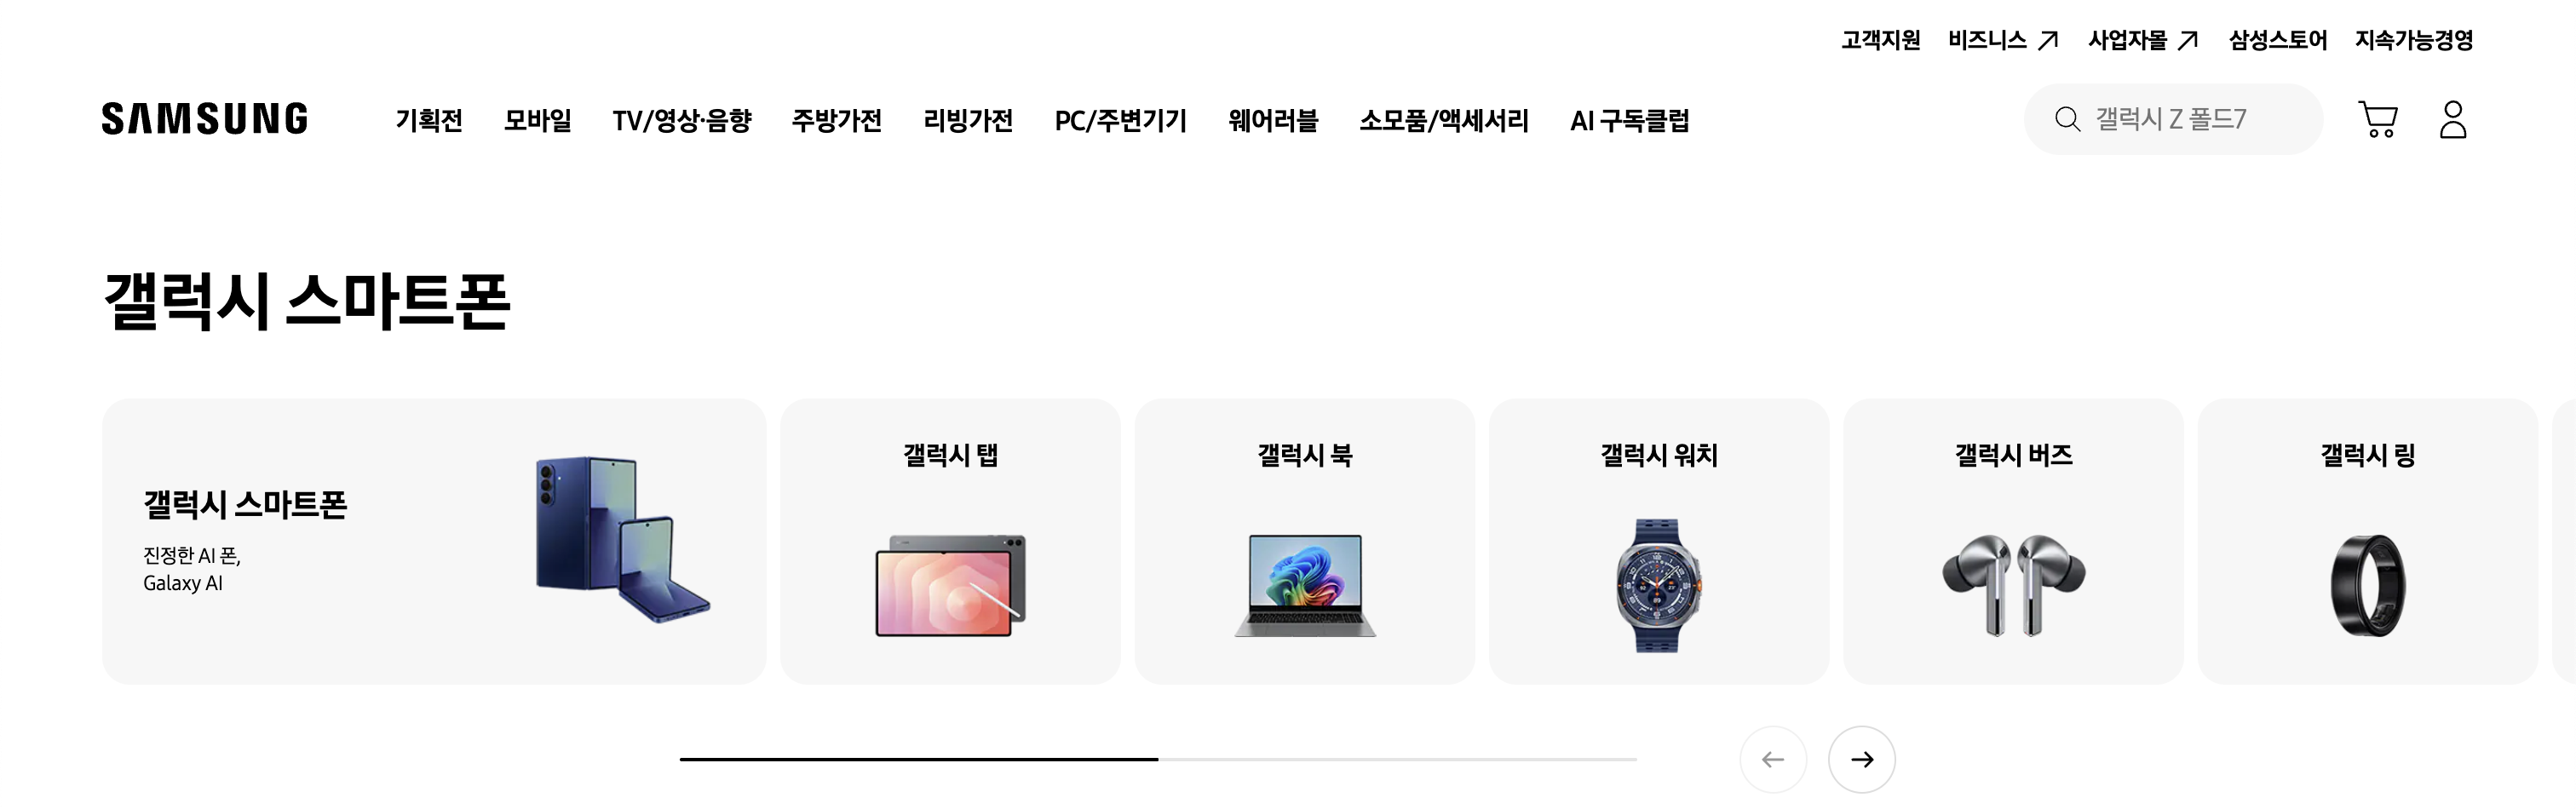 고객지원 비즈니스 사업자몰 삼성스토어 지속가능경영
SAMSUNG 기획전 모바일 TV/영상·음향 주방가전 리빙가전 PC/주변기기 웨어러블 소모품/액세서리 AI 구독클럽 갤럭시 Z 폴드7
갤럭시 스마트폰
갤럭시 스마트폰
진정한 AI 폰,
Galaxy AI
갤럭시 탭
갤럭시 북
갤럭시 워치
갤럭시 버즈
갤럭시 링